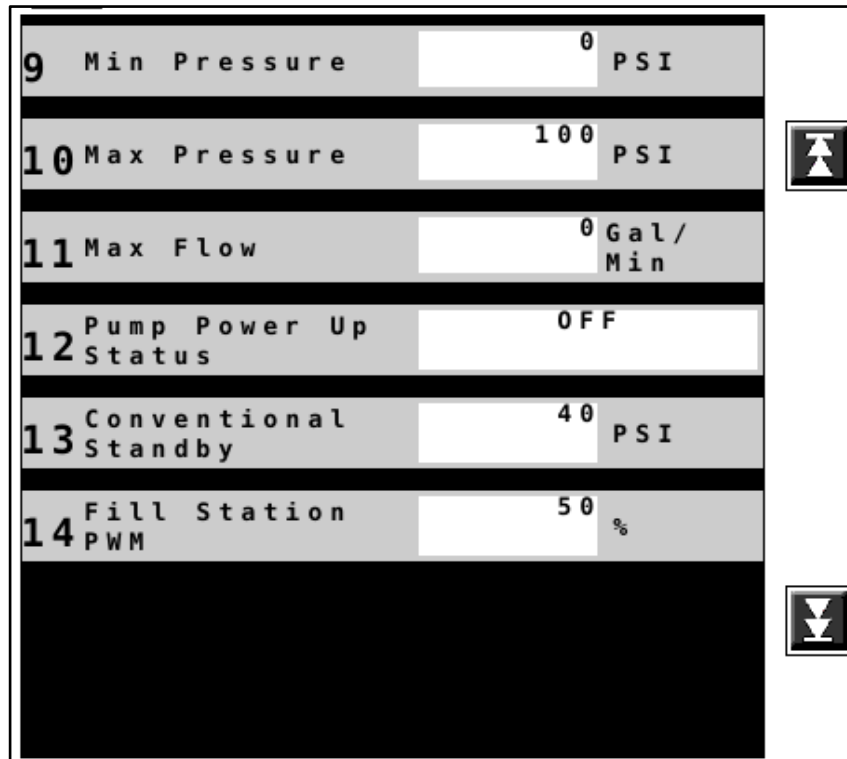 9 Min Pressure 0 PSI
10 Max Pressure 100 PSI
11 Max Flow 0 Gal/
Min
12 Pump Power Up OFF
Status
13 Conventional 40 PSI
Standby
14 Fill Station 50 %
PWM